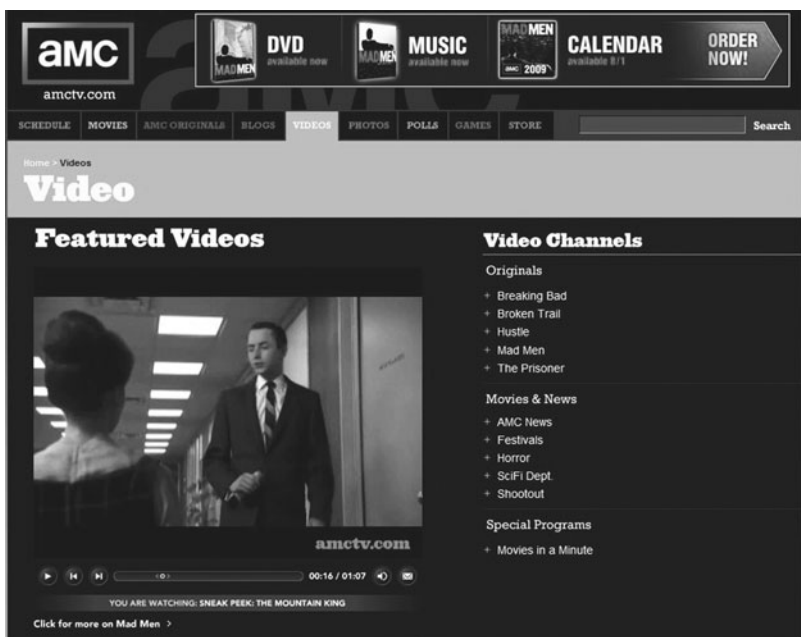 aMC
amctv.com
MADMEN
DVD
available now
MADMEN
MUSIC
available now
MADMEN
amc 2009
CALENDAR
available 8/1
ORDER
NOW!
SCHEDULE MOVIES AMC ORIGINALS BLOGS VIDEOS PHOTOS POLLS GAMES STORE Search
Home > Videos
Video
Featured Videos
amctv.com
00:16 / 01:07
YOU ARE WATCHING: SNEAK PEEK: THE MOUNTAIN KING
Click for more on Mad Men >
Video Channels
Originals
+ Breaking Bad
+ Broken Trail
+ Hustle
+ Mad Men
+ The Prisoner
Movies & News
+ AMC News
+ Festivals
+ Horror
+ SciFi Dept.
+ Shootout
Special Programs
+ Movies in a Minute